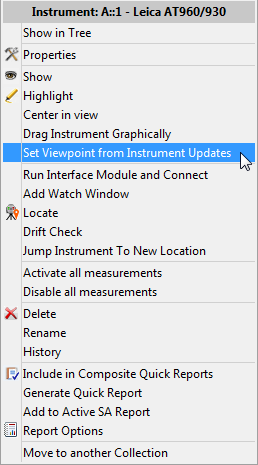 Instrument: A::1 - Leica AT960/930
Show in Tree
Properties
Show
Highlight
Center in view
Drag Instrument Graphically
Set Viewpoint from Instrument Updates
Run Interface Module and Connect
Add Watch Window
Locate
Drift Check
Jump Instrument To New Location
Activate all measurements
Disable all measurements
Delete
Rename
History
Include in Composite Quick Reports
Generate Quick Report
Add to Active SA Report
Report Options
Move to another Collection